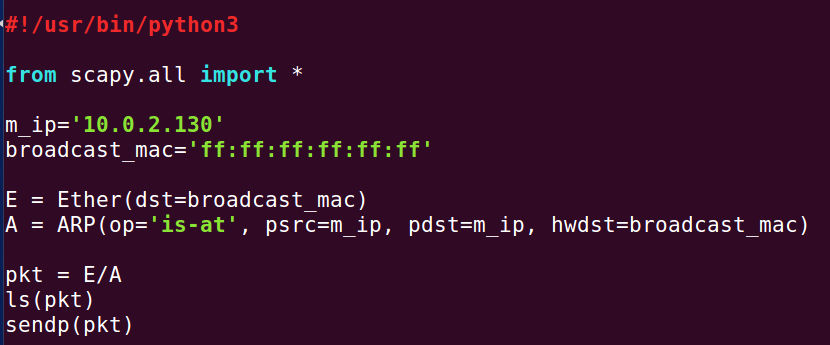 #!/usr/bin/python3
from scapy.all import *
m_ip='10.0.2.130'
broadcast_mac='ff:ff:ff:ff:ff:ff'
E = Ether(dst=broadcast_mac)
A = ARP(op='is-at', psrc=m_ip, pdst=m_ip, hwdst=broadcast_mac)
pkt = E/A
ls(pkt)
sendp(pkt)